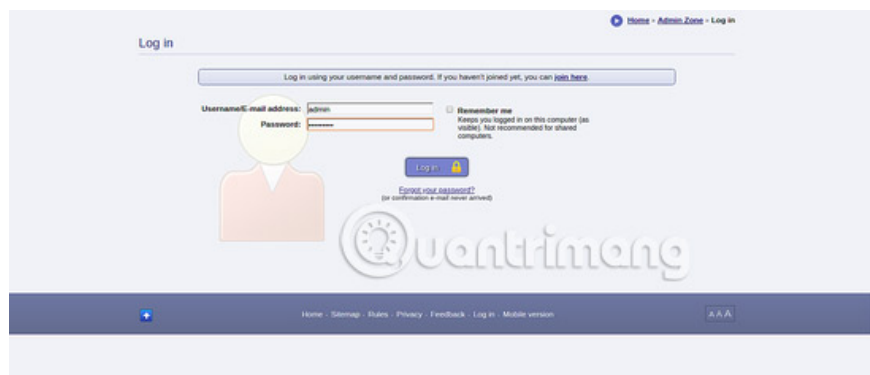 Home » Admin Zone » Log in
Log in
Log in using your username and password. If you haven't joined yet, you can join here.
Username/E-mail address: admin
Remember me
Keeps you logged in on this computer (as
visible). Not recommended for shared
computers.
Password:
Log in
Forgot your password?
(or confirmation e-mail never arrived)
Quantrimang
Home - Sitemap - Rules - Privacy - Feedback - Log in - Mobile version
A A A